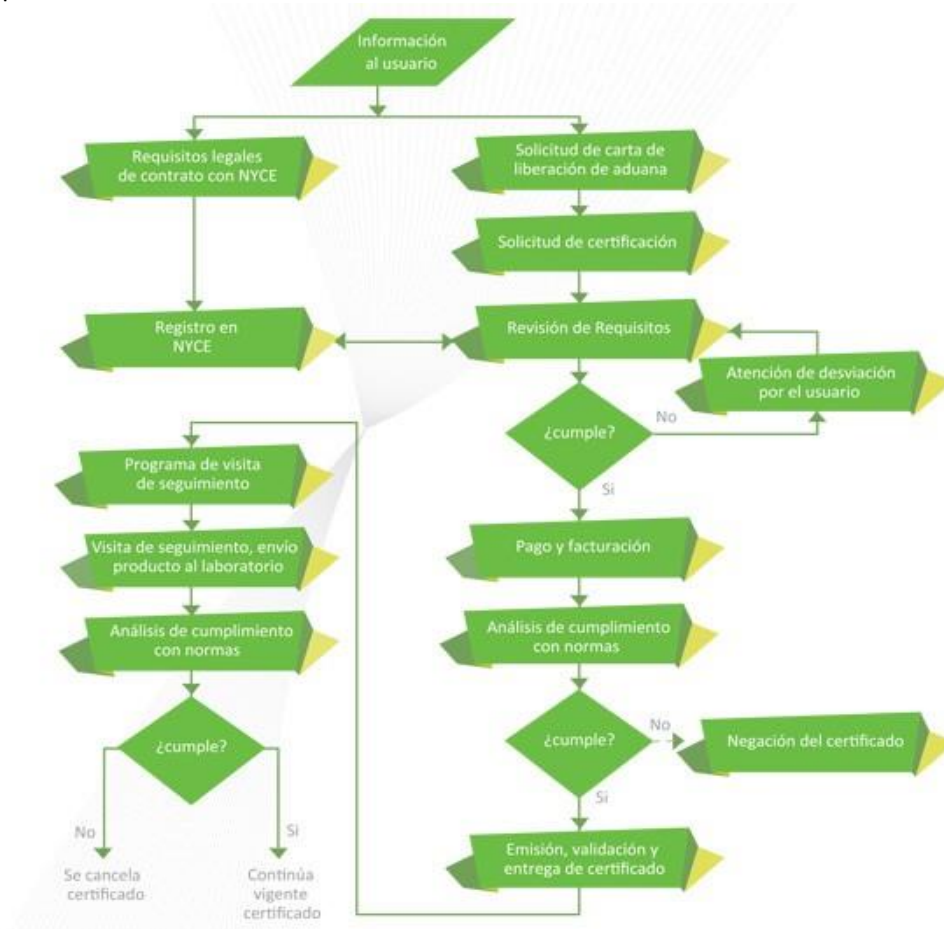 Información
al usuario
Requisitos legales
de contrato con NYCE
Solicitud de carta de
liberación de aduana
Solicitud de certificación
Registro en
NYCE
Revisión de Requisitos
Atención de desviación
por el usuario
¿cumple?
No
Si
Programa de visita
de seguimiento
Visita de seguimiento, envío
producto al laboratorio
Análisis de cumplimiento
con normas
¿cumple?
No
Si
Se cancela
certificado
Continúa
vigente
certificado
Pago y facturación
Análisis de cumplimiento
con normas
¿cumple?
No
Negación del certificado
Si
Emisión, validación y
entrega de certificado